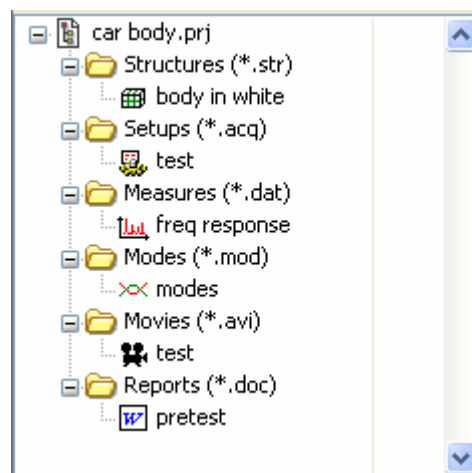 car body.prj
Structures (*.str)
body in white
Setups (*.acq)
test
Measures (*.dat)
freq response
Modes (*.mod)
modes
Movies (*.avi)
test
Reports (*.doc)
pretest